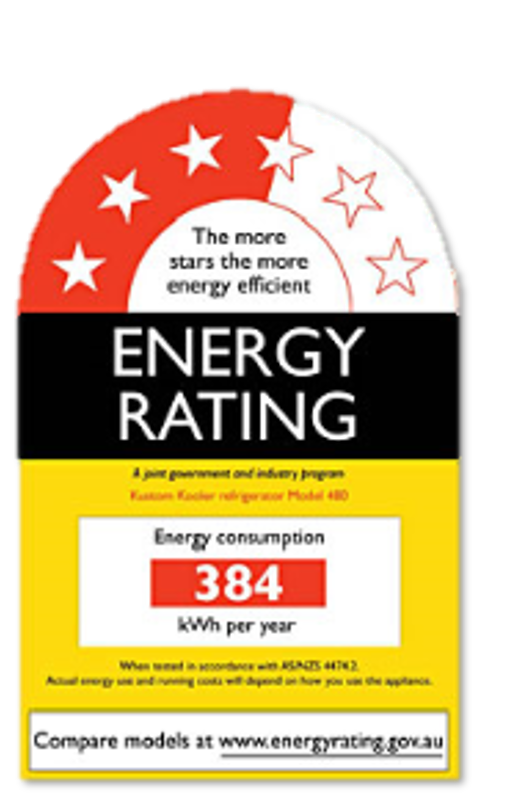 The more
stars the more
energy efficient
ENERGY
RATING
A joint government and industry program
Kustom Kooler refrigerator Model 480
Energy consumption
384
kWh per year
When tested in accordance with AS/NZS 4474.2.
Actual energy use and running costs will depend on how you use the appliance.
Compare models at www.energyrating.gov.au